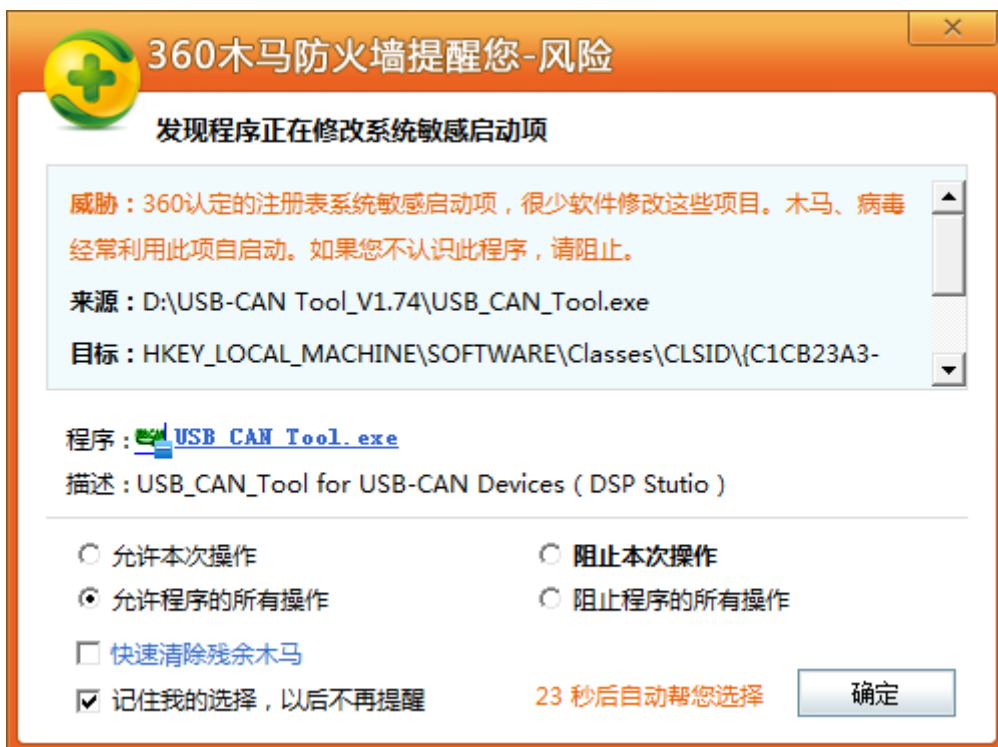 360木马防火墙提醒您-风险
发现程序正在修改系统敏感启动项
威胁：360认定的注册表系统敏感启动项，很少软件修改这些项目。木马、病毒
经常利用此项自启动。如果您不认识此程序，请阻止。
来源：D:\USB-CAN Tool_V1.74\USB_CAN_Tool.exe
目标：HKEY_LOCAL_MACHINE\SOFTWARE\Classes\CLSID\{C1CB23A3-
程序：USB_CAN_Tool.exe
描述：USB_CAN_Tool for USB-CAN Devices（DSP Stutio）
允许本次操作 阻止本次操作
允许程序的所有操作 阻止程序的所有操作
快速清除残余木马
记住我的选择，以后不再提醒 23 秒后自动帮您选择 确定